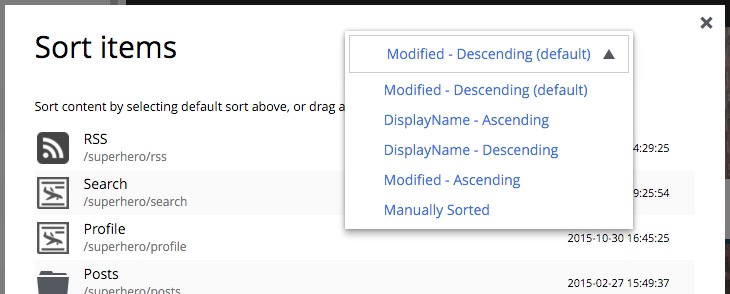 Sort items
Modified - Descending (default)
Modified - Descending (default)
DisplayName - Ascending
DisplayName - Descending
Modified - Ascending
Manually Sorted
Sort content by selecting default sort above, or drag a
RSS
/superhero/rss
4:29:25
Search
/superhero/search
9:25:54
Profile
/superhero/profile
2015-10-30 16:45:25
Posts
/superhero/posts
2015-02-27 15:49:37